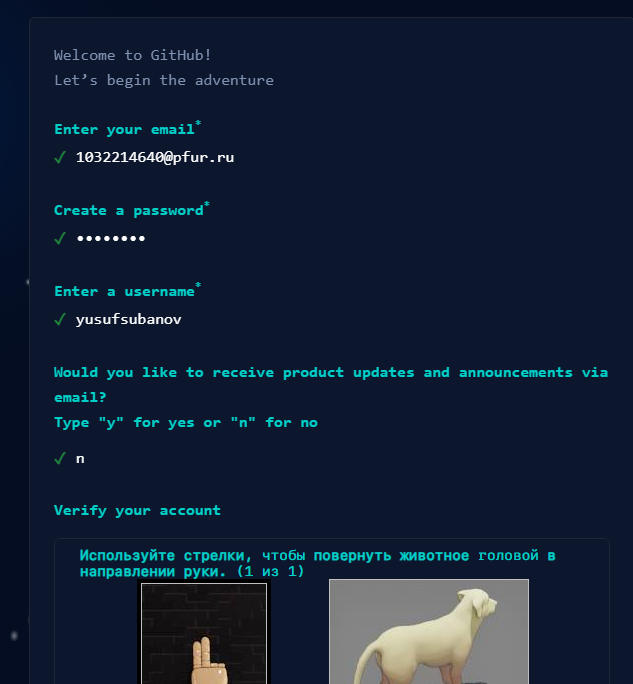 Welcome to GitHub!
Let’s begin the adventure
Enter your email*
✓ 1032214640@pfur.ru
Create a password*
✓ ••••••••
Enter a username*
✓ yusufsubanov
Would you like to receive product updates and announcements via
email?
Type "y" for yes or "n" for no
✓ n
Verify your account
Используйте стрелки, чтобы повернуть животное головой в
направлении руки. (1 из 1)